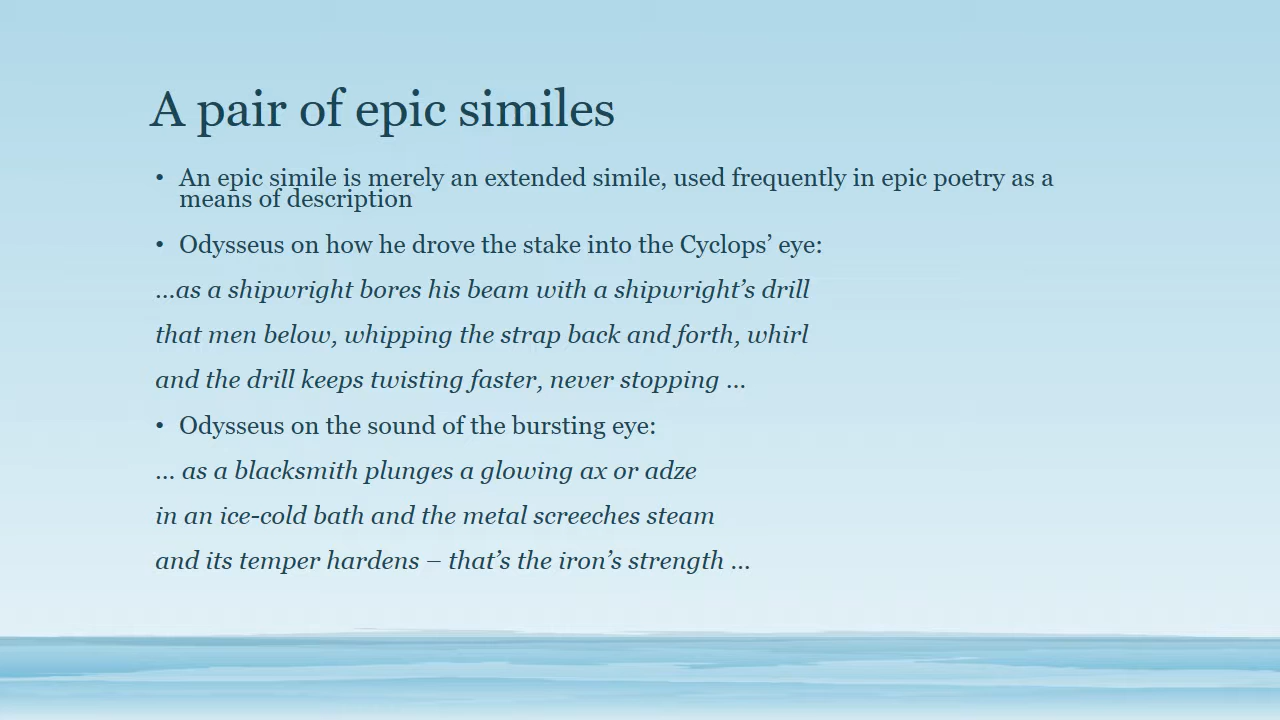 A pair of epic similes
• An epic simile is merely an extended simile, used frequently in epic poetry as a
means of description
• Odysseus on how he drove the stake into the Cyclops’ eye:
…as a shipwright bores his beam with a shipwright’s drill
that men below, whipping the strap back and forth, whirl
and the drill keeps twisting faster, never stopping …
• Odysseus on the sound of the bursting eye:
… as a blacksmith plunges a glowing ax or adze
in an ice-cold bath and the metal screeches steam
and its temper hardens – that’s the iron’s strength …